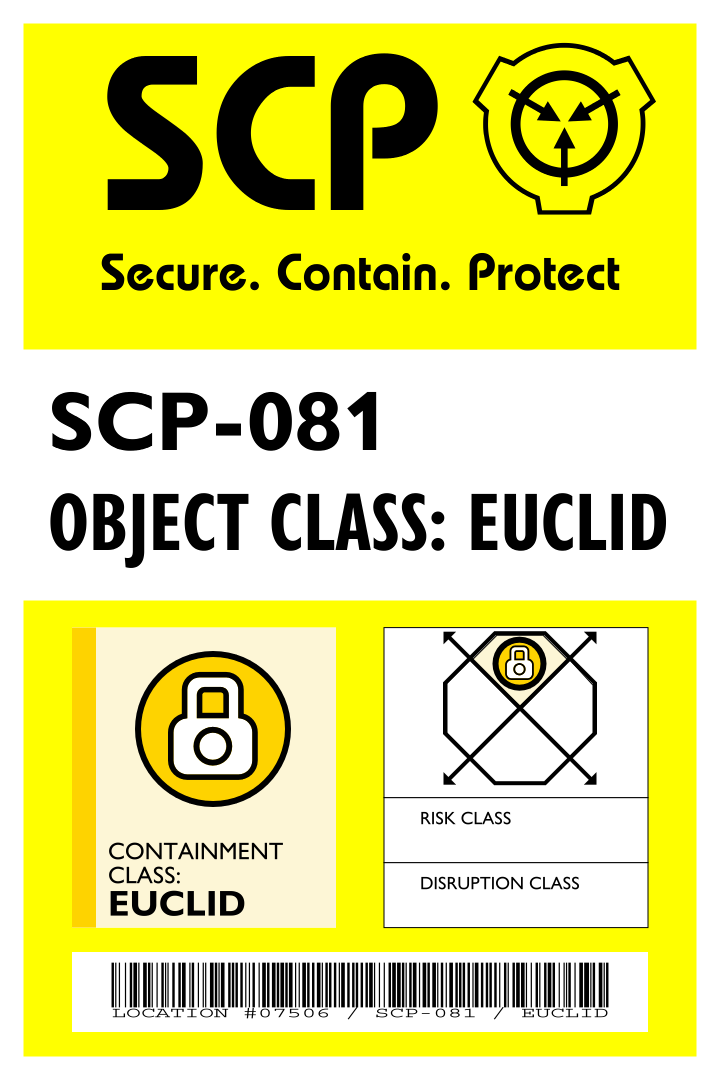 SCP
Secure. Contain. Protect
SCP-081
OBJECT CLASS: EUCLID
CONTAINMENT
CLASS:
EUCLID
RISK CLASS
DISRUPTION CLASS
LOCATION #07506 / SCP-081 / EUCLID